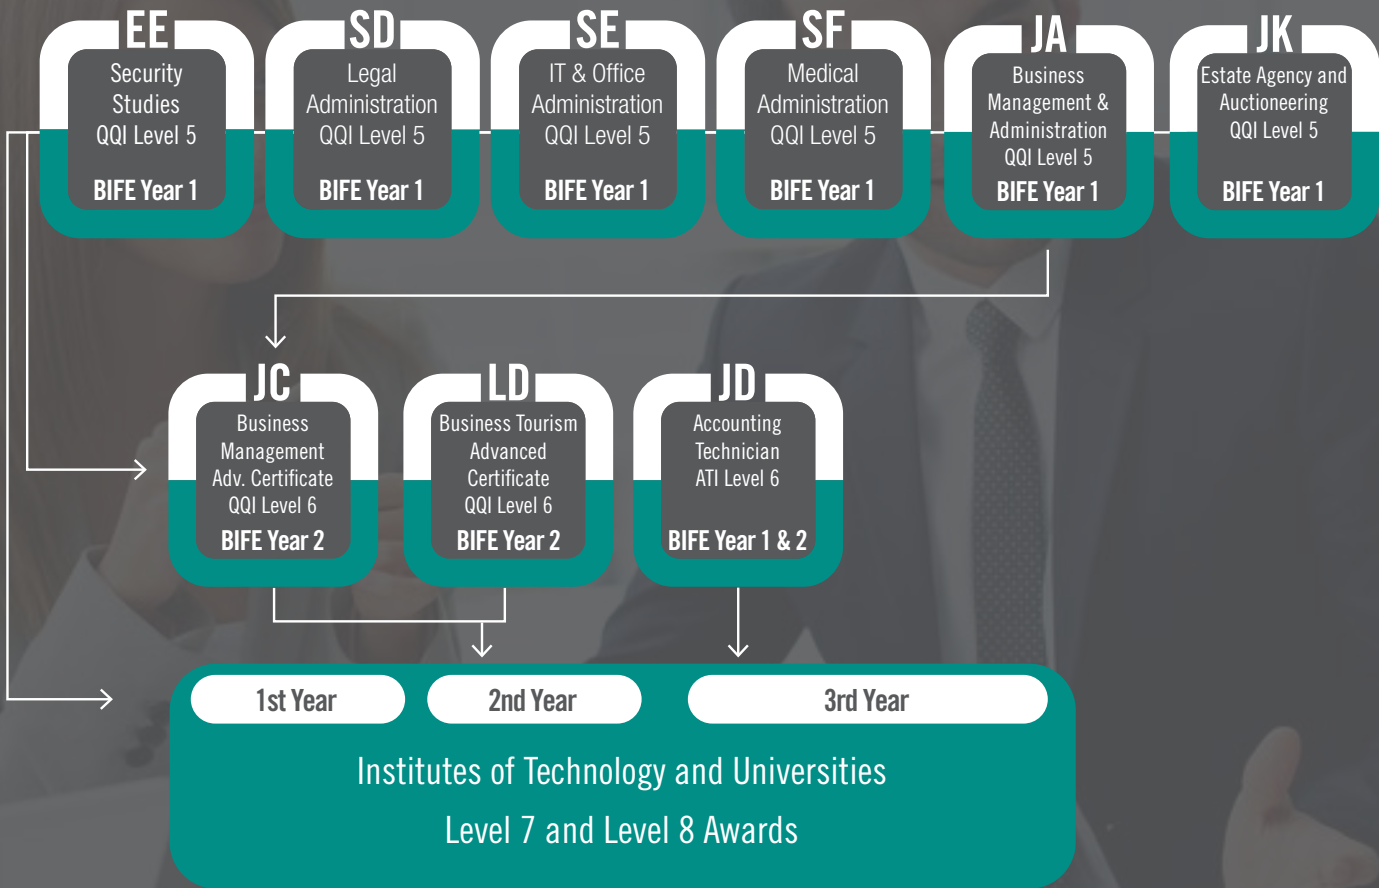 EE
Security
Studies
QQI Level 5
BIFE Year 1
SD
Legal
Administration
QQI Level 5
BIFE Year 1
SE
IT & Office
Administration
QQI Level 5
BIFE Year 1
SF
Medical
Administration
QQI Level 5
BIFE Year 1
JA
Business
Management &
Administration
QQI Level 5
BIFE Year 1
JK
Estate Agency and
Auctioneering
QQI Level 5
BIFE Year 1
JC
Business
Management
Adv. Certificate
QQI Level 6
BIFE Year 2
LD
Business Tourism
Advanced
Certificate
QQI Level 6
BIFE Year 2
JD
Accounting
Technician
ATI Level 6
BIFE Year 1 & 2
1st Year
2nd Year
3rd Year
Institutes of Technology and Universities
Level 7 and Level 8 Awards